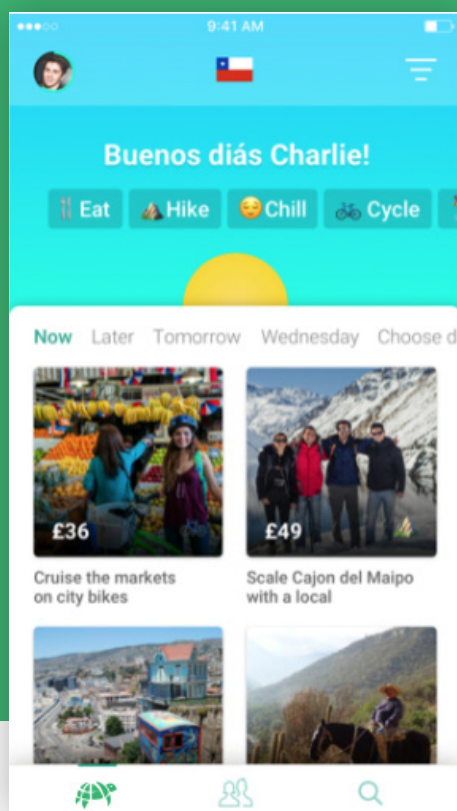 9:41 AM
Buenos diás Charlie!
Eat Hike Chill Cycle
Now Later Tomorrow Wednesday Choose d
£36
£49
Cruise the markets
on city bikes
Scale Cajon del Maipo
with a local